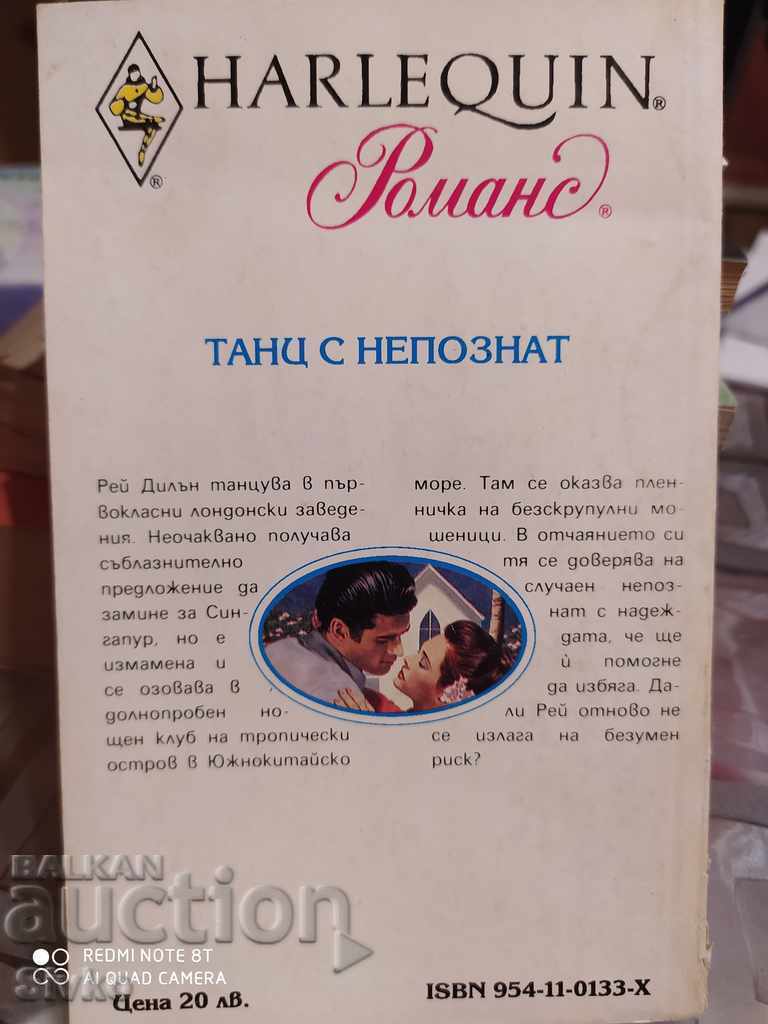 HARLEQUIN®
Романс®
®
ТАНЦ С НЕПОЗНАТ
Рей Дилън танцува в пър-
вокласни лондонски заведе-
ния. Неочаквано получава
съблазнително
предложение да
замине за Син-
гапур, но е
измамена и
се озовава в
долнопробен но-
щен клуб на тропически
остров в Южнокитайско
море. Там се оказва плен-
ничка на безскрупулни мо-
шеници. В отчаянието си
тя се доверява на
случаен непоз-
нат с надеж-
дата, че ще
ѝ помогне
да избяга. Да-
ли Рей отново не
се излага на безумен
риск?
BALKAN
auction
REDMI NOTE 8T
AI QUAD CAMERA
Sivko
Цена 20 лв.
ISBN 954-11-0133-X